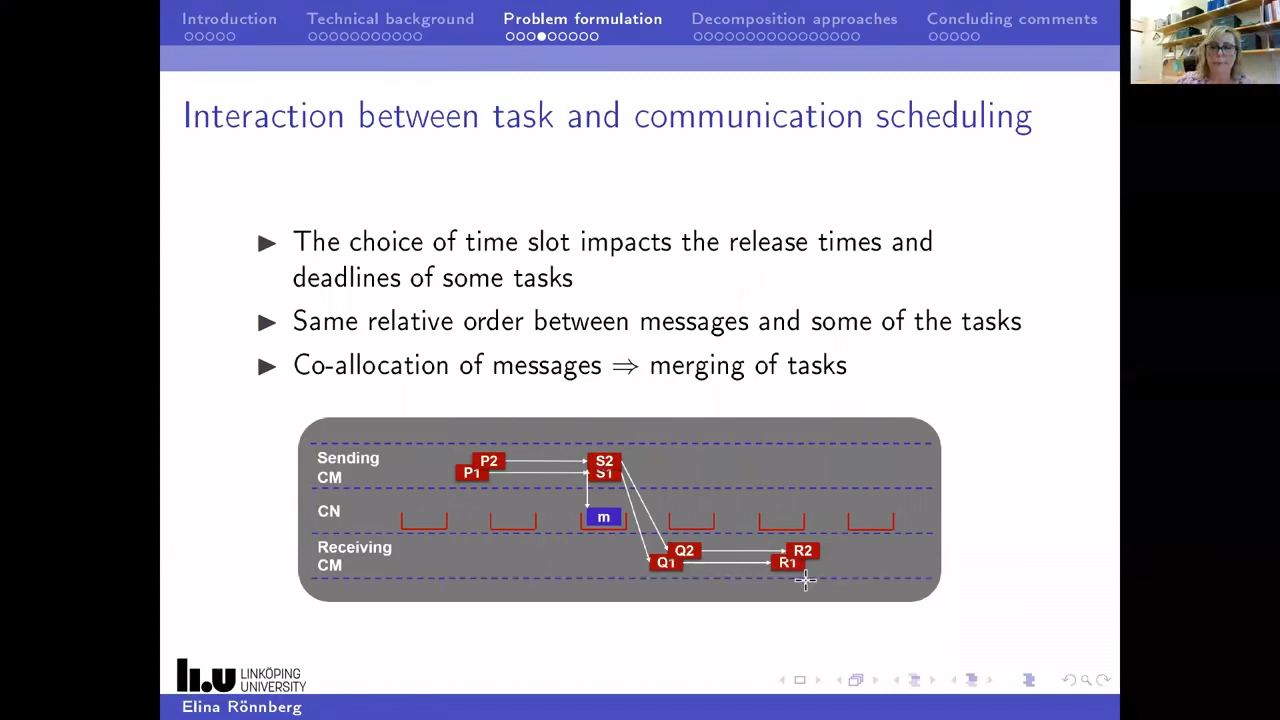 Introduction Technical background Problem formulation Decomposition approaches Concluding comments
Interaction between task and communication scheduling
The choice of time slot impacts the release times and
deadlines of some tasks
Same relative order between messages and some of the tasks
Co-allocation of messages ⇒ merging of tasks
Sending
CM
P2
P1
S2
S1
CN
m
Receiving
CM
Q2
Q1
R2
R1
LiU LINKÖPING
UNIVERSITY
Elina Rönnberg